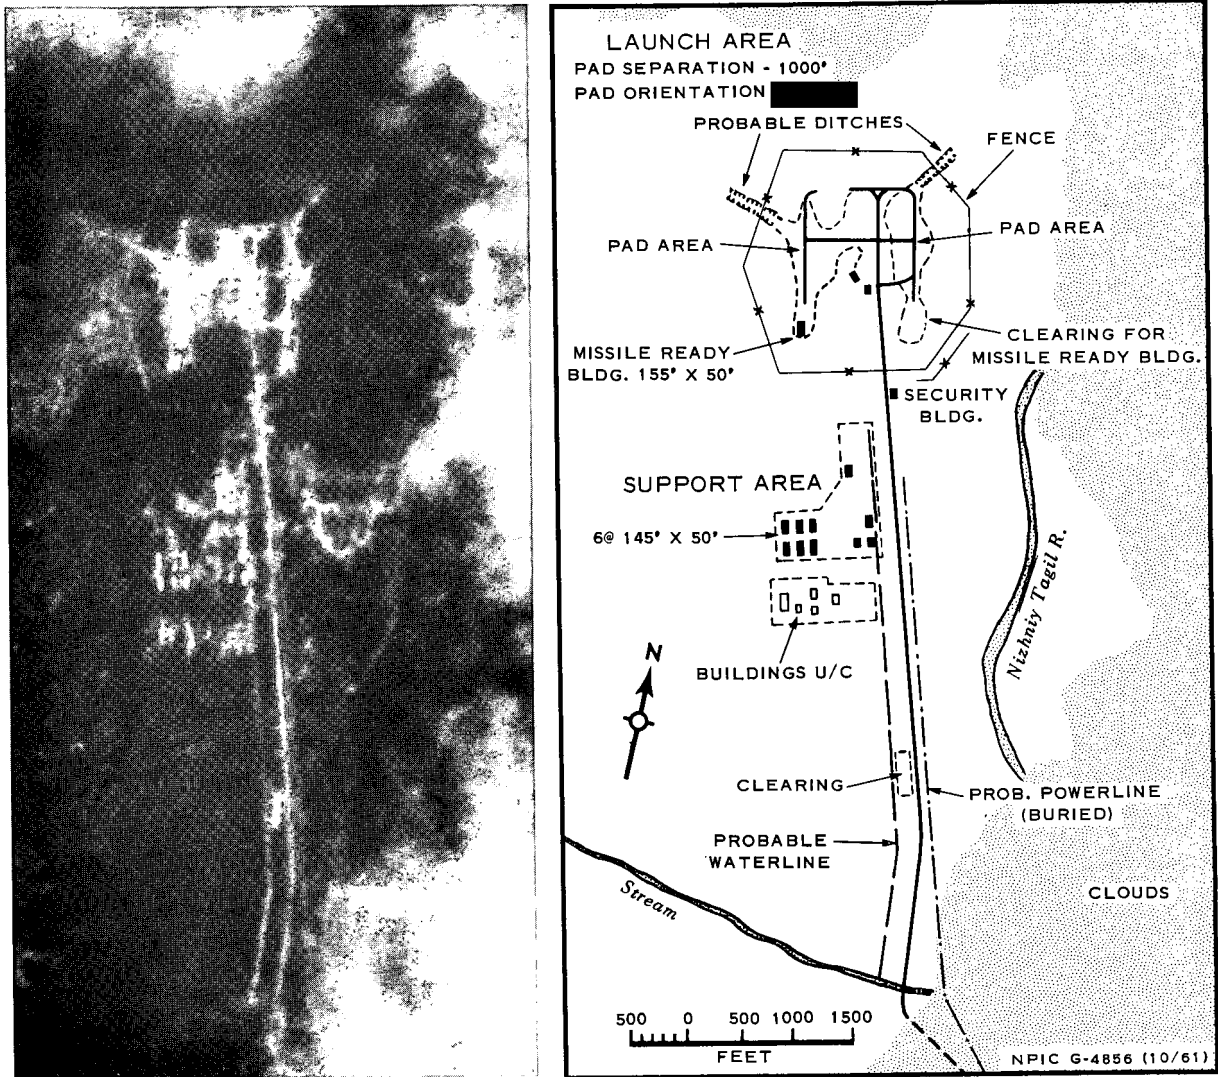 LAUNCH AREA
PAD SEPARATION - 1000'
PAD ORIENTATION
PROBABLE DITCHES
FENCE
PAD AREA
PAD AREA
CLEARING FOR
MISSILE READY BLDG.
MISSILE READY
BLDG. 155' X 50'
SECURITY
BLDG.
SUPPORT AREA
6@ 145' X 50'
Nizhniy Tagil R.
N
BUILDINGS U/C
CLEARING
PROB. POWERLINE
(BURIED)
PROBABLE
WATERLINE
Stream
CLOUDS
500 0 500 1000 1500
FEET
NPIC G-4856 (10/61)